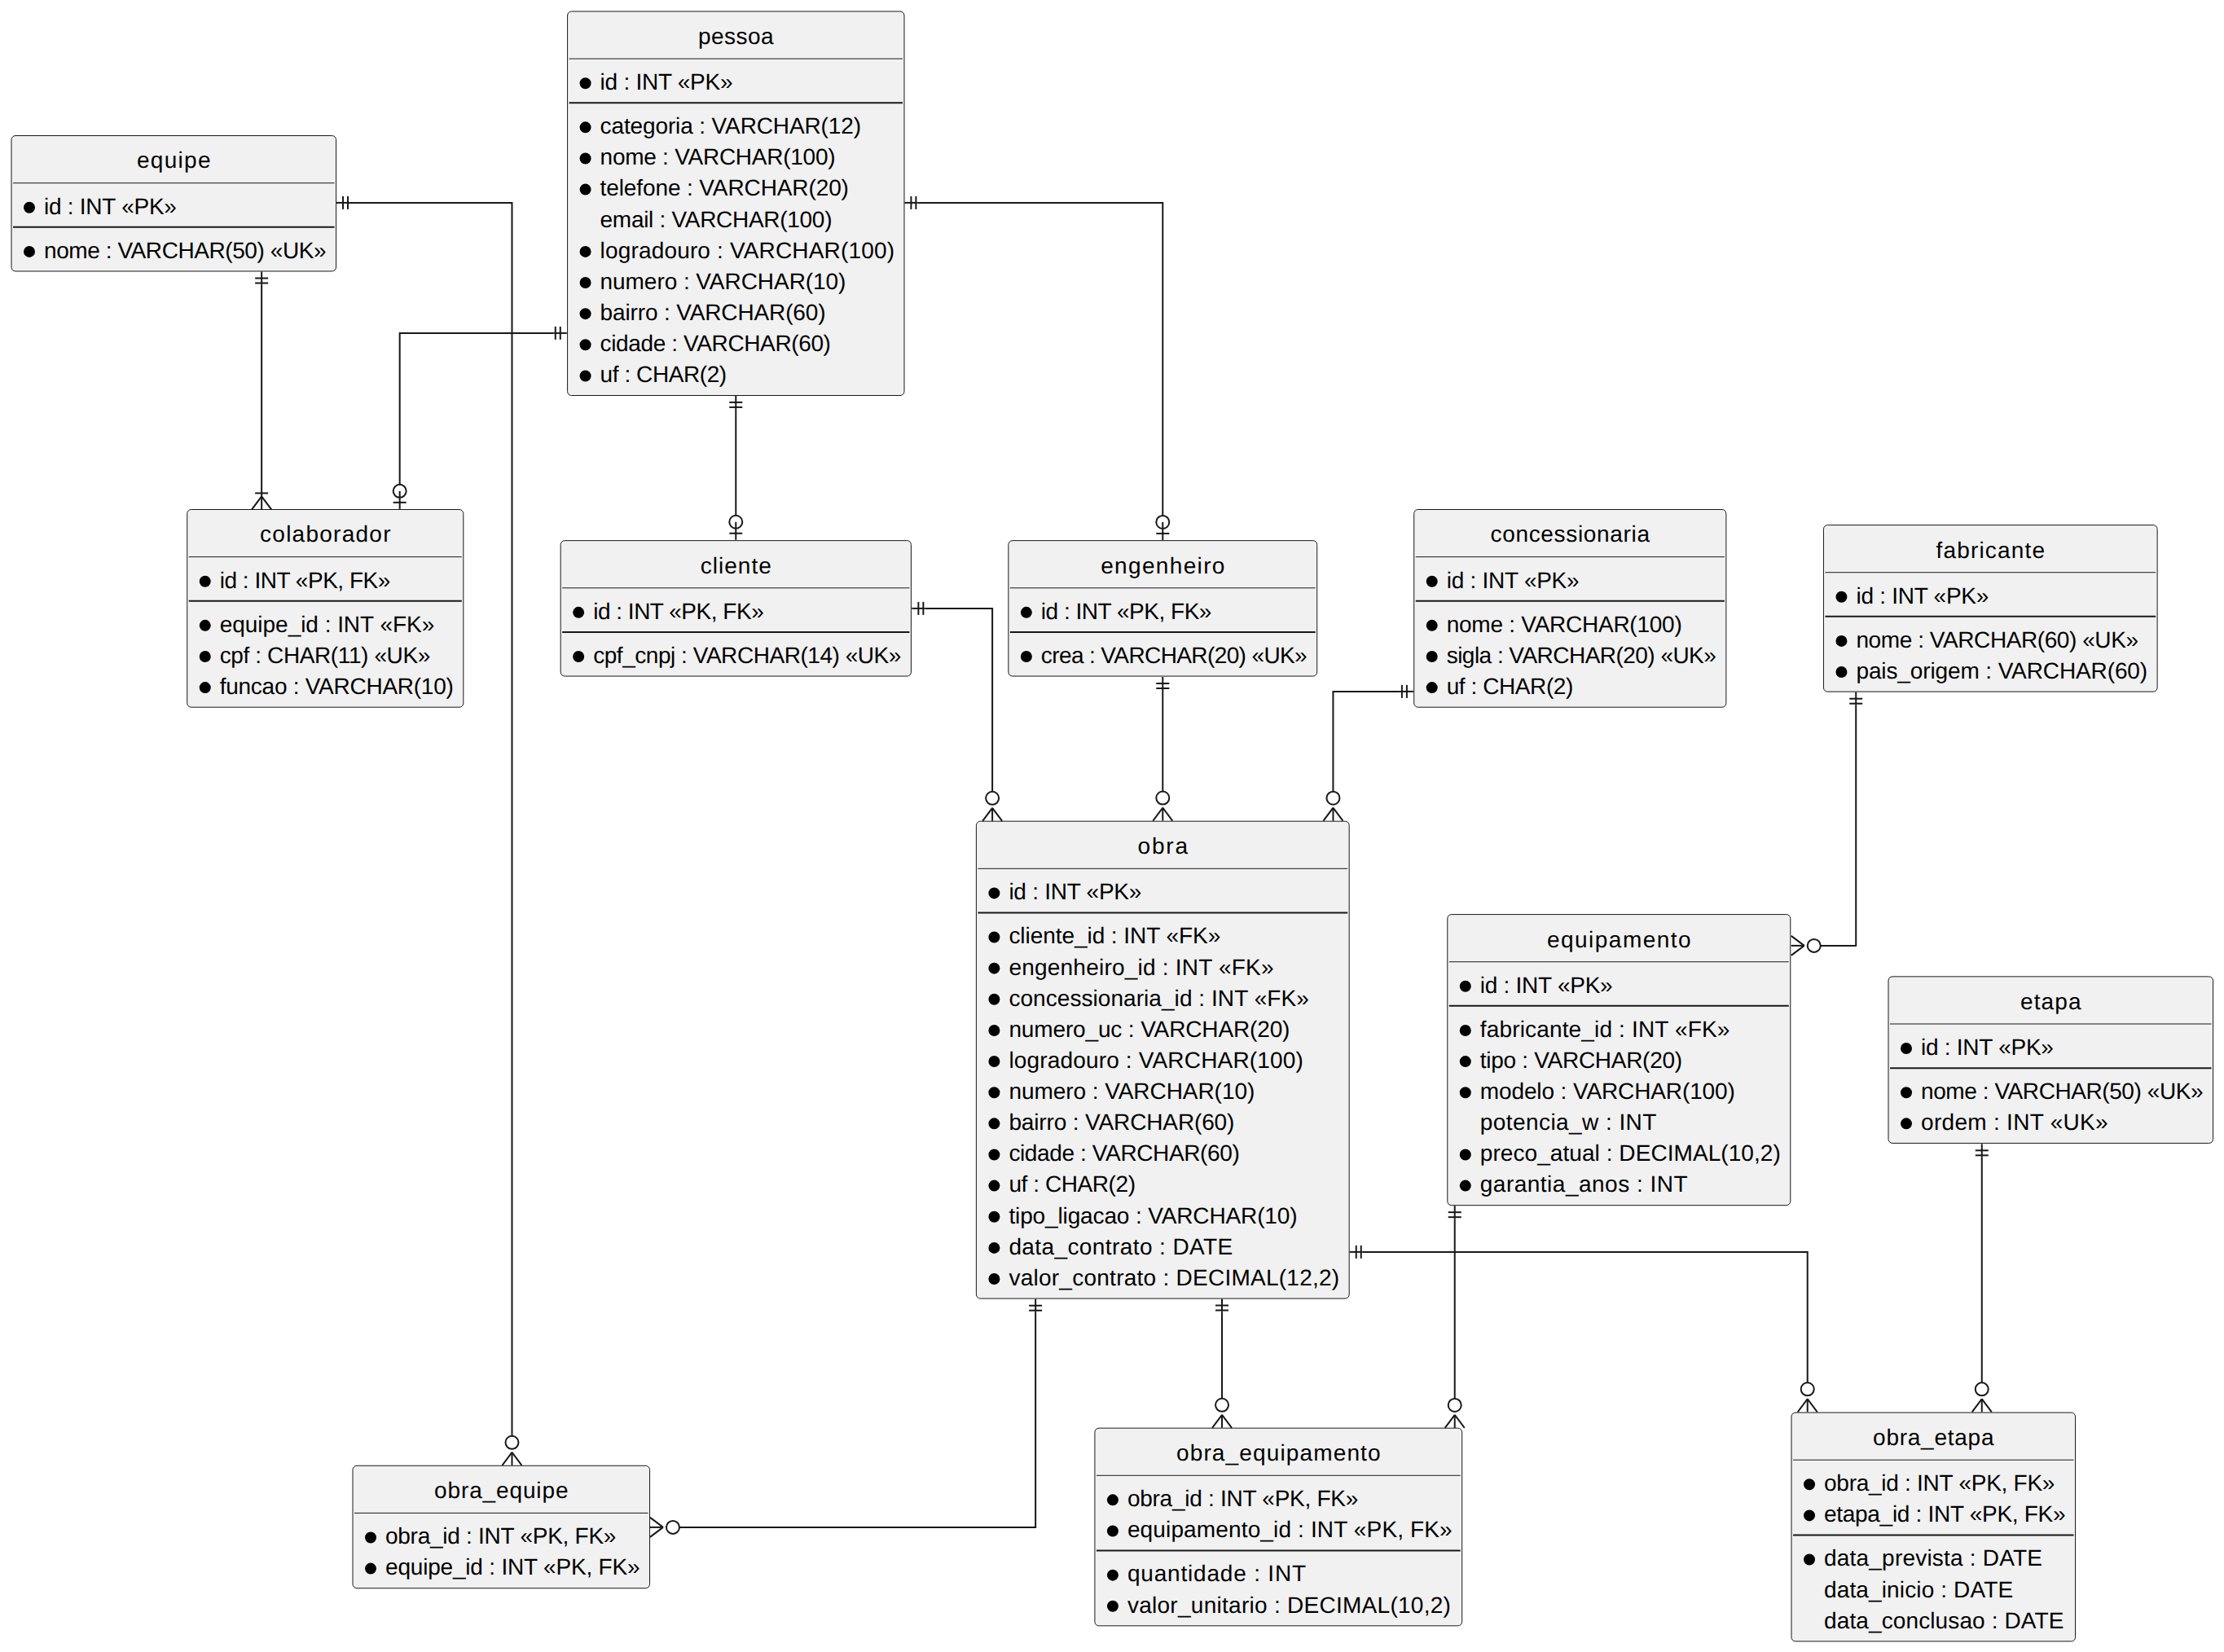 pessoa
id : INT «PK»
categoria : VARCHAR(12)
nome : VARCHAR(100)
telefone : VARCHAR(20)
email : VARCHAR(100)
logradouro : VARCHAR(100)
numero : VARCHAR(10)
bairro : VARCHAR(60)
cidade : VARCHAR(60)
uf : CHAR(2)
equipe
id : INT «PK»
nome : VARCHAR(50) «UK»
colaborador
id : INT «PK, FK»
equipe_id : INT «FK»
cpf : CHAR(11) «UK»
funcao : VARCHAR(10)
cliente
id : INT «PK, FK»
cpf_cnpj : VARCHAR(14) «UK»
engenheiro
id : INT «PK, FK»
crea : VARCHAR(20) «UK»
concessionaria
id : INT «PK»
nome : VARCHAR(100)
sigla : VARCHAR(20) «UK»
uf : CHAR(2)
fabricante
id : INT «PK»
nome : VARCHAR(60) «UK»
pais_origem : VARCHAR(60)
obra
id : INT «PK»
cliente_id : INT «FK»
engenheiro_id : INT «FK»
concessionaria_id : INT «FK»
numero_uc : VARCHAR(20)
logradouro : VARCHAR(100)
numero : VARCHAR(10)
bairro : VARCHAR(60)
cidade : VARCHAR(60)
uf : CHAR(2)
tipo_ligacao : VARCHAR(10)
data_contrato : DATE
valor_contrato : DECIMAL(12,2)
equipamento
id : INT «PK»
fabricante_id : INT «FK»
tipo : VARCHAR(20)
modelo : VARCHAR(100)
potencia_w : INT
preco_atual : DECIMAL(10,2)
garantia_anos : INT
etapa
id : INT «PK»
nome : VARCHAR(50) «UK»
ordem : INT «UK»
obra_equipe
obra_id : INT «PK, FK»
equipe_id : INT «PK, FK»
obra_equipamento
obra_id : INT «PK, FK»
equipamento_id : INT «PK, FK»
quantidade : INT
valor_unitario : DECIMAL(10,2)
obra_etapa
obra_id : INT «PK, FK»
etapa_id : INT «PK, FK»
data_prevista : DATE
data_inicio : DATE
data_conclusao : DATE